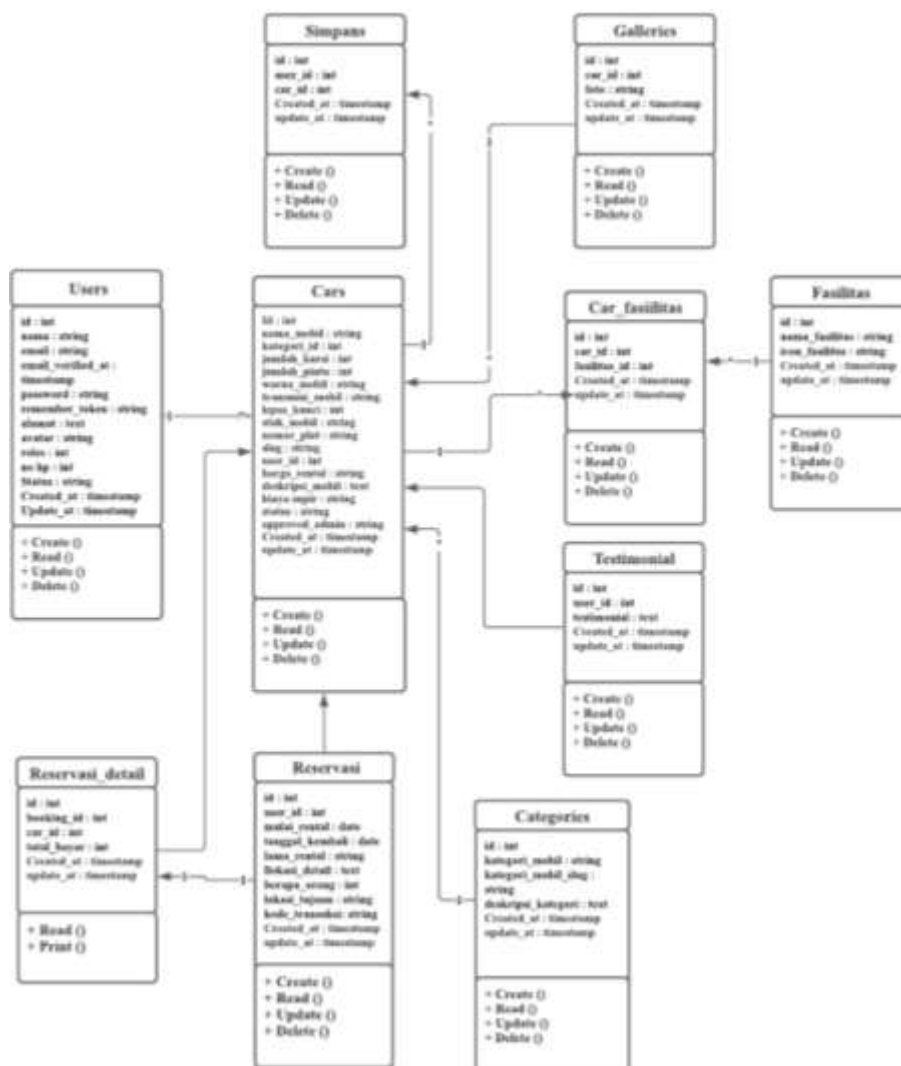 Simpans
id : int
user_id : int
car_id : int
Created_at : timestamp
update_at : timestamp
+ Create ()
+ Read ()
+ Update ()
+ Delete ()
Galleries
id : int
car_id : int
foto : string
Created_at : timestamp
update_at : timestamp
+ Create ()
+ Read ()
+ Update ()
+ Delete ()
Users
id : int
nama : string
email : string
email_verified_at :
timestamp
password : string
remember_token : string
alamat : text
avatar : string
roles : int
no hp : int
Status : string
Created_at : timestamp
Update_at : timestamp
+ Create ()
+ Read ()
+ Update ()
+ Delete ()
Cars
Id : int
nama_mobil : string
kategori_id : int
jumlah_kursi : int
jumlah_pintu : int
warna_mobil : string
transmisi_mobil : string
lepas_kunci : int
stnk_mobil : string
nomor_plat : string
slug : string
user_id : int
harga_rental : string
deskripsi_mobil : text
biaya supir : string
status : string
approved_admin : string
Created_at : timestamp
update_at : timestamp
+ Create ()
+ Read ()
+ Update ()
+ Delete ()
Car_fasiilitas
id : int
car_id : int
fasilitas_id : int
Created_at : timestamp
update_at : timestamp
+ Create ()
+ Read ()
+ Update ()
+ Delete ()
Fasilitas
id : int
nama_fasilitas : string
icon_fasilitas : string
Created_at : timestamp
update_at : timestamp
+ Create ()
+ Read ()
+ Update ()
+ Delete ()
Testimonial
id : int
user_id : int
testimonial : text
Created_at : timestamp
update_at : timestamp
+ Create ()
+ Read ()
+ Update ()
+ Delete ()
Reservasi_detail
id : int
booking_id : int
car_id : int
total_bayar : int
Created_at : timestamp
update_at : timestamp
+ Read ()
+ Print ()
Reservasi
id : int
user_id : int
mulai_rental : date
tanggal_kembali : date
lama_rental : string
llokasi_detail : text
berapa_orang : int
lokasi_tujuan : string
kode_transaksi : string
Created_at : timestamp
update_at : timestamp
+ Create ()
+ Read ()
+ Update ()
+ Delete ()
Categories
id : int
kategori_mobil : string
kategori_mobil_slug :
string
deskripsi_kategori : text
Created_at : timestamp
update_at : timestamp
+ Create ()
+ Read ()
+ Update ()
+ Delete ()